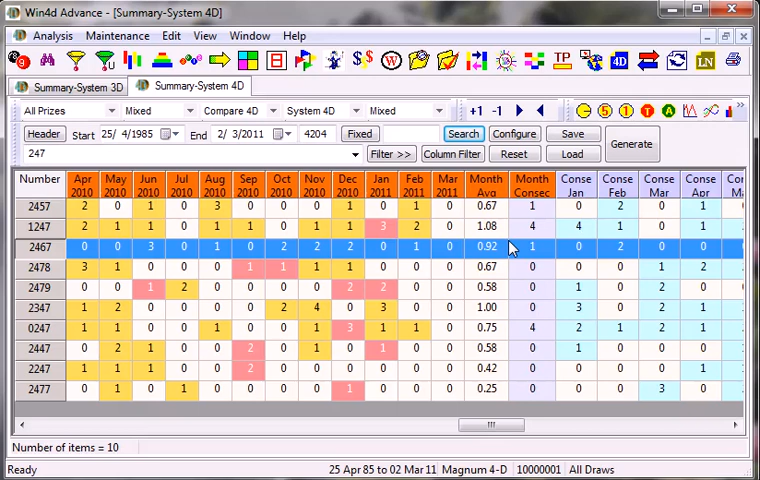 Win4d Advance - [Summary-System 4D]
Analysis Maintenance Edit View Window Help
TP 4D LN
Summary-System 3D Summary-System 4D
All Prizes Mixed Compare 4D System 4D Mixed +1 -1
Header Start 25/ 4/1985 End 2/ 3/2011 4204 Fixed Search Configure Save Generate
247 Filter >> Column Filter Reset Load
Number Apr 2010 May 2010 Jun 2010 Jul 2010 Aug 2010 Sep 2010 Oct 2010 Nov 2010 Dec 2010 Jan 2011 Feb 2011 Mar 2011 Month Avg Month Consec Conse Jan Conse Feb Conse Mar Conse Apr
2457 2 0 1 0 3 0 0 0 1 0 1 0 0.67 1 0 2 0 1
1247 2 1 1 0 1 1 0 1 1 3 2 0 1.08 4 4 1 0 0
2467 0 0 3 0 1 0 2 2 2 0 1 0 0.92 1 0 2 0 0
2478 3 1 0 0 0 1 1 1 1 0 0 0 0.67 0 0 0 1 2
2479 0 0 1 2 0 0 0 0 2 2 0 0 0.58 0 1 0 0 0
2347 1 2 0 0 0 0 2 4 0 3 0 0 1.00 0 3 0 2 1
0247 1 1 0 0 1 0 0 1 3 1 1 0 0.75 4 2 1 2 0
2447 0 2 1 0 0 2 0 1 0 1 0 0 0.58 0 1 0 0 0
2247 1 1 1 0 0 2 0 0 0 0 0 0 0.42 0 0 0 0 1
2477 0 1 0 1 0 0 0 0 1 0 0 0 0.25 0 0 0 3 0
Number of items = 10
Ready 25 Apr 85 to 02 Mar 11 Magnum 4-D 10000001 All Draws